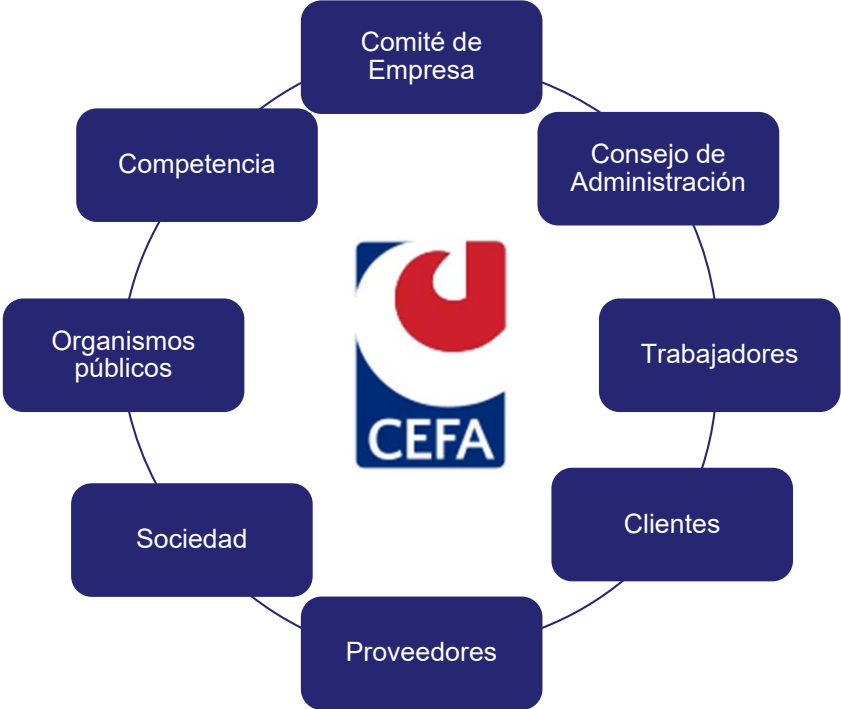 Comité de
Empresa
Consejo de
Administración
Trabajadores
Clientes
Proveedores
Sociedad
Organismos
públicos
Competencia
CEFA